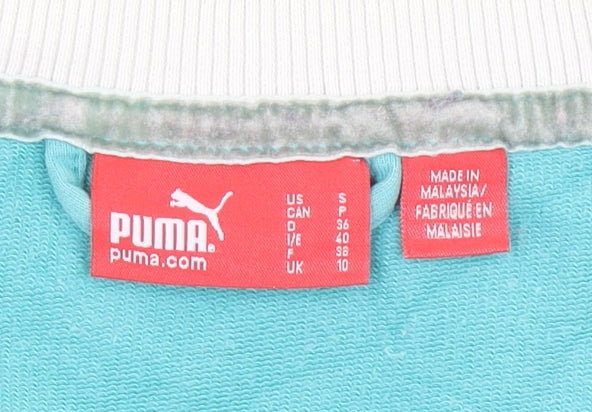 PUMA®
puma.com
US S
CAN P
D 36
I/E 40
F 38
UK 10
MADE IN
MALAYSIA/
FABRIQUÉ EN
MALAISIE